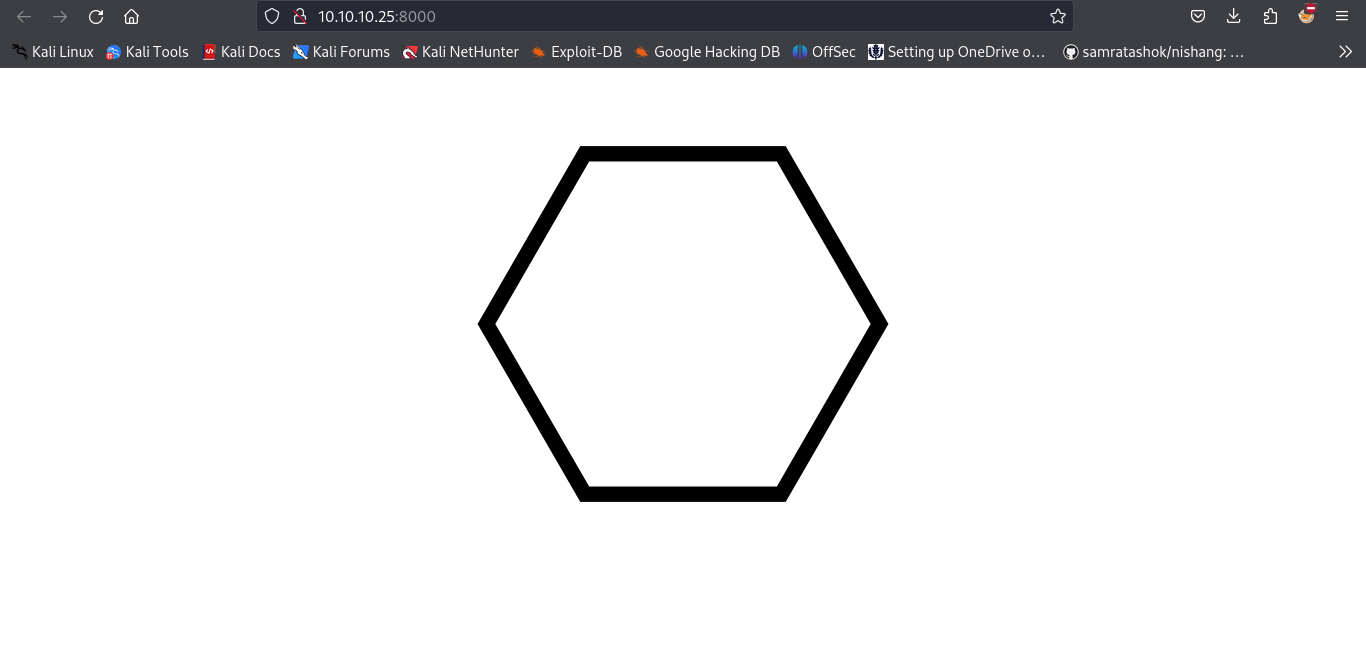 10.10.10.25:8000
Kali Linux Kali Tools Kali Docs Kali Forums Kali NetHunter Exploit-DB Google Hacking DB OffSec Setting up OneDrive o… samratashok/nishang: …